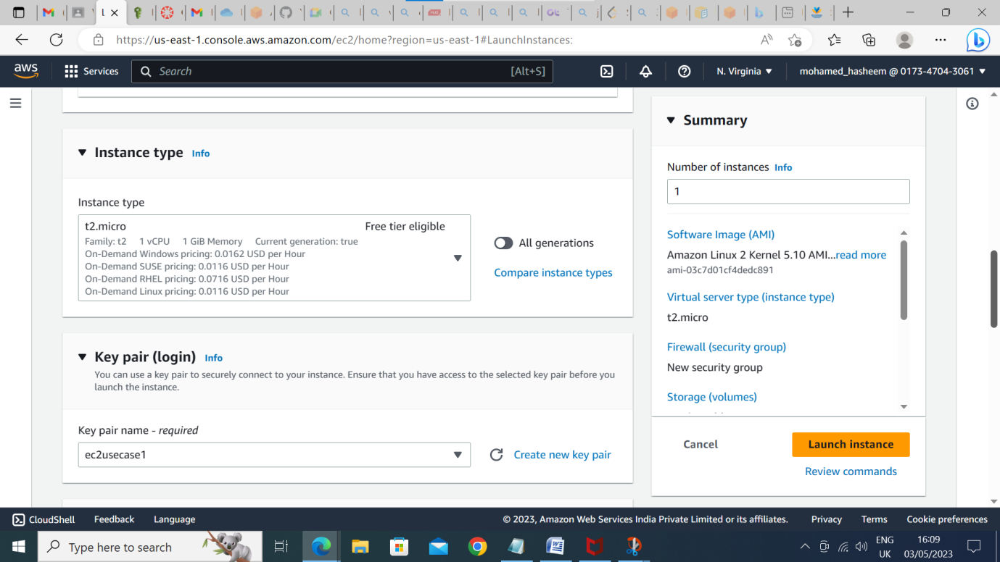 https://us-east-1.console.aws.amazon.com/ec2/home?region=us-east-1#LaunchInstances:
aws
Services
Search
[Alt+S]
N. Virginia
mohamed_hasheem @ 0173-4704-3061
Instance type Info
Instance type
t2.micro Free tier eligible
Family: t2 1 vCPU 1 GiB Memory Current generation: true
On-Demand Windows pricing: 0.0162 USD per Hour
On-Demand SUSE pricing: 0.0116 USD per Hour
On-Demand RHEL pricing: 0.0716 USD per Hour
On-Demand Linux pricing: 0.0116 USD per Hour
All generations
Compare instance types
Key pair (login) Info
You can use a key pair to securely connect to your instance. Ensure that you have access to the selected key pair before you
launch the instance.
Key pair name - required
ec2usecase1
Create new key pair
Summary
Number of instances Info
1
Software Image (AMI)
Amazon Linux 2 Kernel 5.10 AMI...read more
ami-03c7d01cf4dedc891
Virtual server type (instance type)
t2.micro
Firewall (security group)
New security group
Storage (volumes)
Cancel
Launch instance
Review commands
CloudShell Feedback Language
© 2023, Amazon Web Services India Private Limited or its affiliates. Privacy Terms Cookie preferences
Type here to search
ENG
UK
16:09
03/05/2023